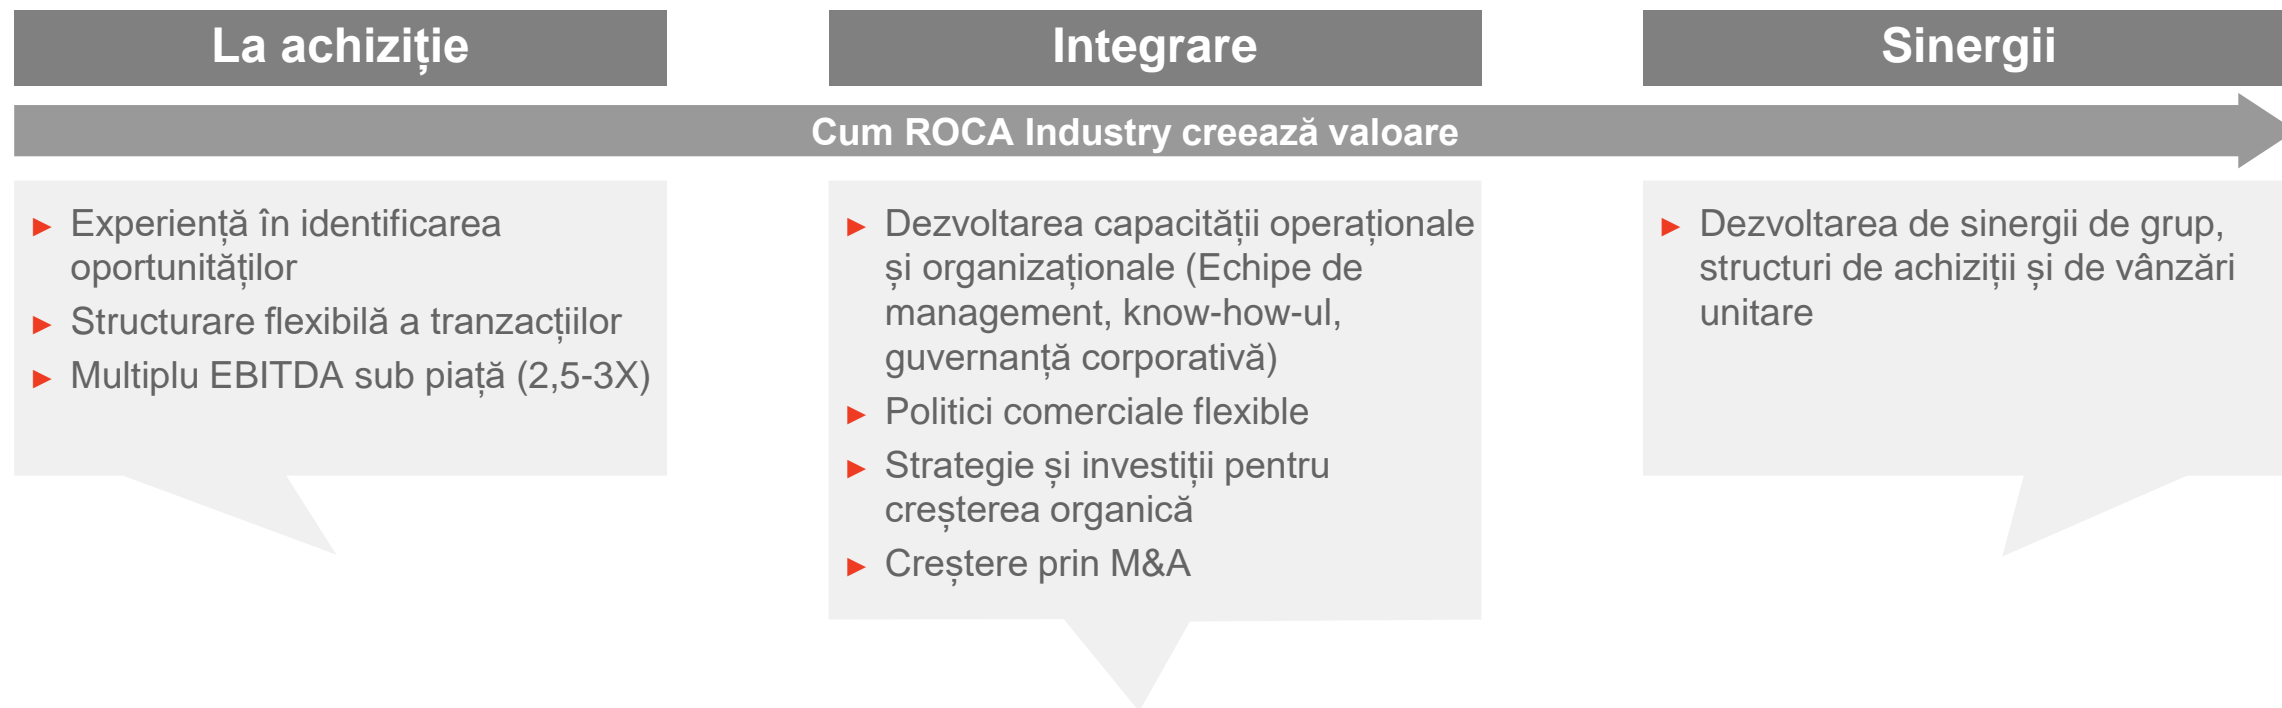 La achiziție
Integrare
Sinergii
Cum ROCA Industry creează valoare
► Experiență în identificarea
oportunităților
► Structurare flexibilă a tranzacțiilor
► Multiplu EBITDA sub piață (2,5-3X)
► Dezvoltarea capacității operaționale
și organizaționale (Echipe de
management, know-how-ul,
guvernanță corporativă)
► Politici comerciale flexible
► Strategie și investiții pentru
creșterea organică
► Creștere prin M&A
► Dezvoltarea de sinergii de grup,
structuri de achiziții și de vânzări
unitare